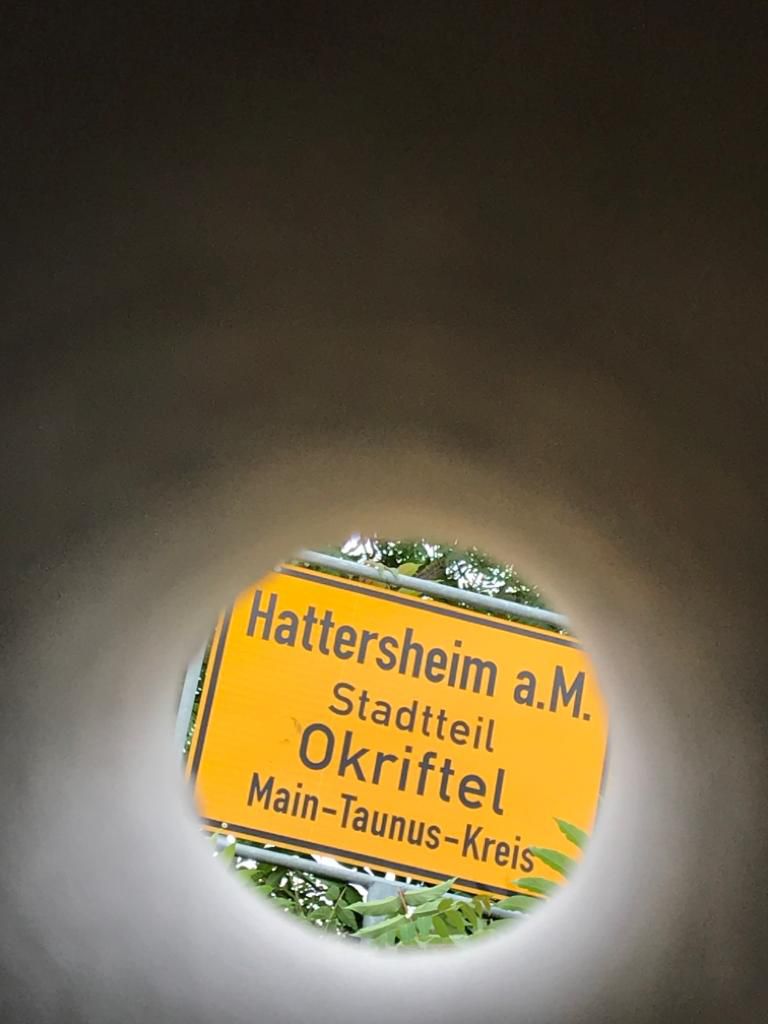 Hattersheim a.M.
Stadtteil
Okriftel
Main-Taunus-Kreis